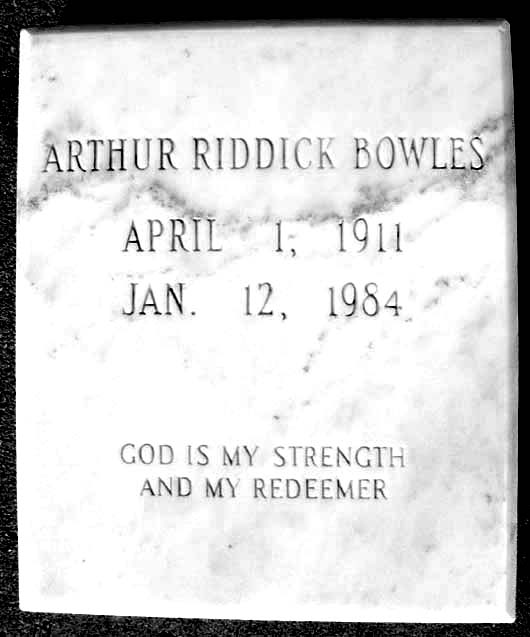 ARTHUR RIDDICK BOWLES
APRIL 1, 1911
JAN. 12, 1984
GOD IS MY STRENGTH
AND MY REDEEMER